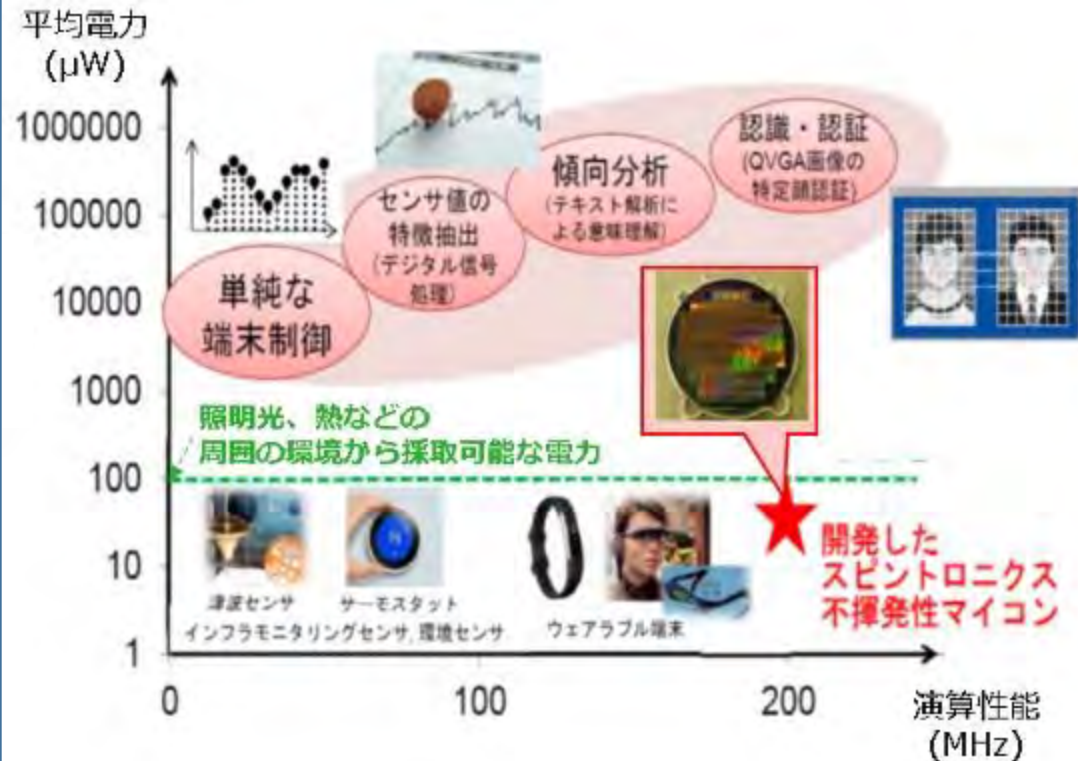 平均電力
(μW)
1000000
100000
10000
1000
100
10
1
認識・認証
(QVGA画像の
特定顔認証)
傾向分析
(テキスト解析に
よる意味理解)
センサ値の
特徴抽出
(デジタル信号
処理)
単純な
端末制御
照明光、熱などの
周囲の環境から採取可能な電力
津波センサ
サーモスタット
インフラモニタリングセンサ, 環境センサ
ウェアラブル端末
開発した
スピントロニクス
不揮発性マイコン
0
100
200
演算性能
(MHz)